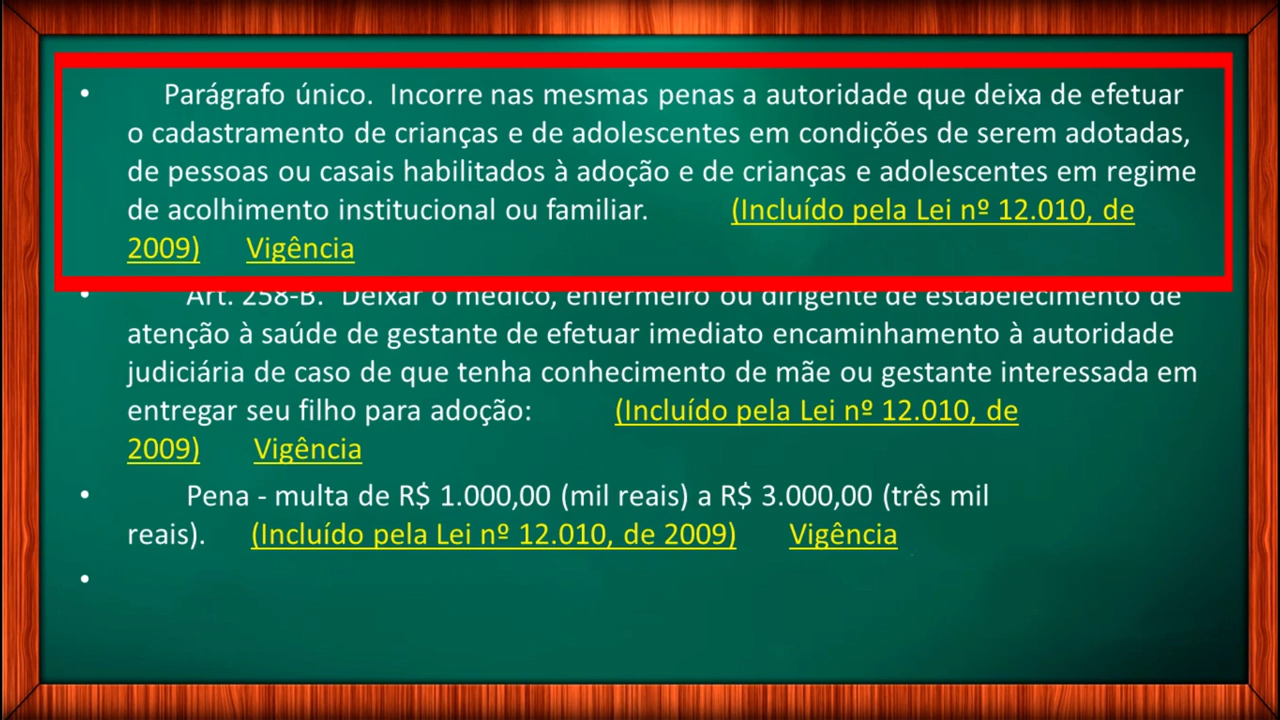 • Parágrafo único. Incorre nas mesmas penas a autoridade que deixa de efetuar
o cadastramento de crianças e de adolescentes em condições de serem adotadas,
de pessoas ou casais habilitados à adoção e de crianças e adolescentes em regime
de acolhimento institucional ou familiar. (Incluído pela Lei nº 12.010, de
2009) Vigência
• Art. 258-B. Deixar o médico, enfermeiro ou dirigente de estabelecimento de
atenção à saúde de gestante de efetuar imediato encaminhamento à autoridade
judiciária de caso de que tenha conhecimento de mãe ou gestante interessada em
entregar seu filho para adoção: (Incluído pela Lei nº 12.010, de
2009) Vigência
• Pena - multa de R$ 1.000,00 (mil reais) a R$ 3.000,00 (três mil
reais). (Incluído pela Lei nº 12.010, de 2009) Vigência
•